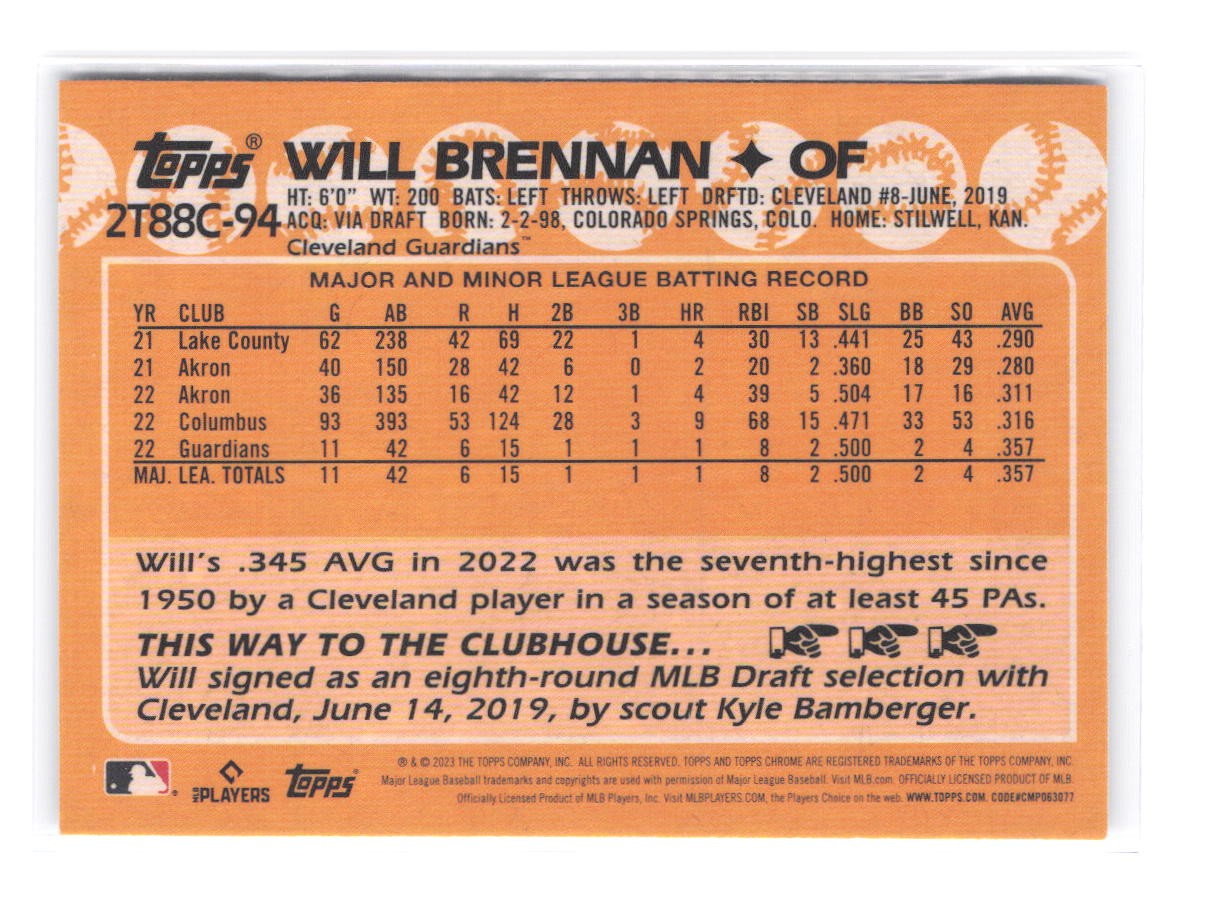 topps® WILL BRENNAN ✦ OF
HT: 6'0" WT: 200 BATS: LEFT THROWS: LEFT DRFTD: CLEVELAND #8-JUNE, 2019
2T88C-94 ACQ: VIA DRAFT BORN: 2-2-98, COLORADO SPRINGS, COLO. HOME: STILWELL, KAN.
Cleveland Guardians™
MAJOR AND MINOR LEAGUE BATTING RECORD
YR CLUB G AB R H 2B 3B HR RBI SB SLG BB SO AVG
21 Lake County 62 238 42 69 22 1 4 30 13 .441 25 43 .290
21 Akron 40 150 28 42 6 0 2 20 2 .360 18 29 .280
22 Akron 36 135 16 42 12 1 4 39 5 .504 17 16 .311
22 Columbus 93 393 53 124 28 3 9 68 15 .471 33 53 .316
22 Guardians 11 42 6 15 1 1 1 8 2 .500 2 4 .357
MAJ. LEA. TOTALS 11 42 6 15 1 1 1 8 2 .500 2 4 .357
Will's .345 AVG in 2022 was the seventh-highest since
1950 by a Cleveland player in a season of at least 45 PAs.
THIS WAY TO THE CLUBHOUSE...
Will signed as an eighth-round MLB Draft selection with
Cleveland, June 14, 2019, by scout Kyle Bamberger.
® & © 2023 THE TOPPS COMPANY, INC. ALL RIGHTS RESERVED. TOPPS AND TOPPS CHROME ARE REGISTERED TRADEMARKS OF THE TOPPS COMPANY, INC.
MLB PLAYERS topps® Major League Baseball trademarks and copyrights are used with permission of Major League Baseball. Visit MLB.com. OFFICIALLY LICENSED PRODUCT OF MLB.
Officially Licensed Product of MLB Players, Inc. Visit MLBPLAYERS.COM, the Players Choice on the web. WWW.TOPPS.COM. CODE#CMP063077